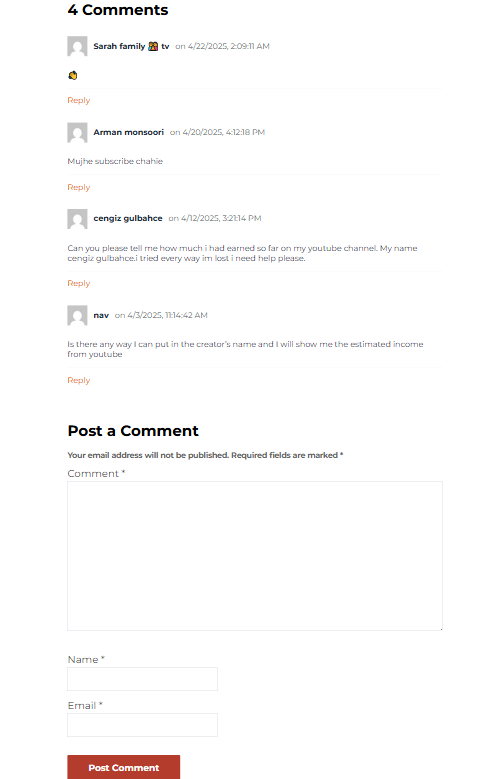 4 Comments
Sarah family 👩‍👩‍👧‍👦 tv on 4/22/2025, 2:09:11 AM
👏
Reply
Arman monsoori on 4/20/2025, 4:12:18 PM
Mujhe subscribe chahie
Reply
cengiz gulbahce on 4/12/2025, 3:21:14 PM
Can you please tell me how much i had earned so far on my youtube channel. My name
cengiz gulbahce.i tried every way im lost i need help please.
Reply
nav on 4/3/2025, 11:14:42 AM
Is there any way I can put in the creator's name and I will show me the estimated income
from youtube
Reply
Post a Comment
Your email address will not be published. Required fields are marked *
Comment *
Name *
Email *
Post Comment